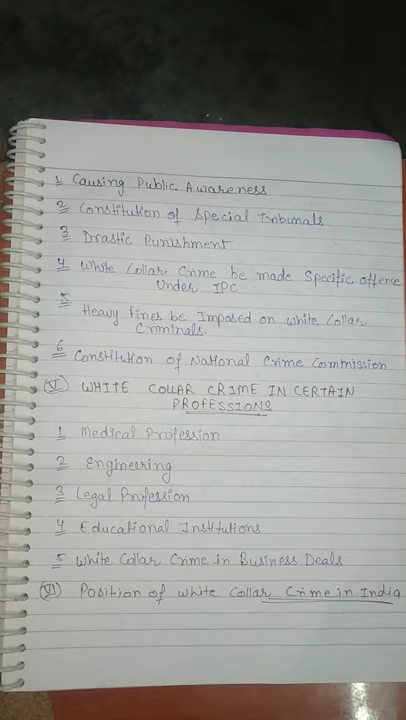 1 Causing Public Awareness
2 Constitution of Special Tribunals
3 Drastic Punishment
4 White Collar Crime be made Specific offence
Under IPC
5 Heavy fines be Imposed on white Collar
Criminals.
6 Constitution of National Crime Commission
V WHITE COLLAR CRIME IN CERTAIN
PROFESSIONS
1 Medical Profession
2 Engineering
3 Legal Profession
4 Educational Institutions
5 White Collar Crime in Business Deals
VI Position of white Collar Crime in India